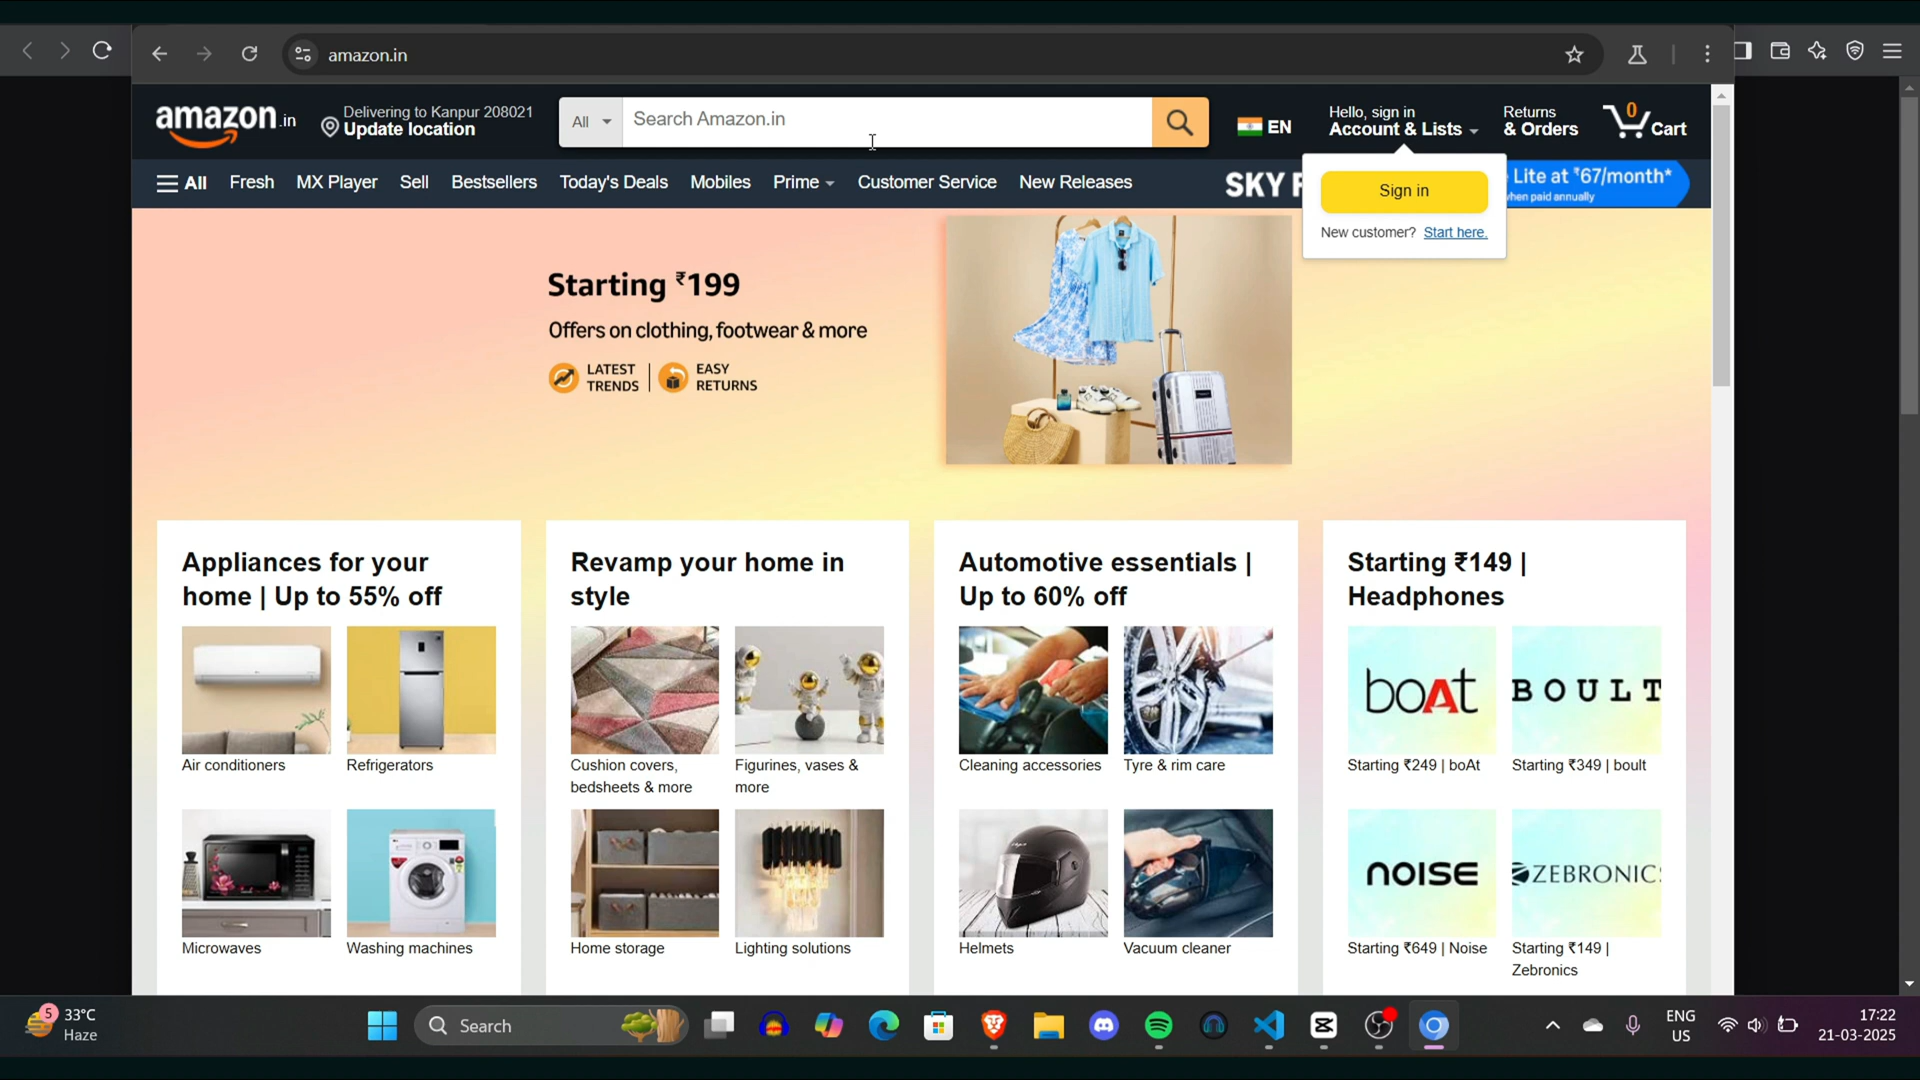 amazon.in
amazon.in
Delivering to Kanpur 208021
Update location
All
Search Amazon.in
EN
Hello, sign in
Account & Lists
Returns
& Orders
0
Cart
All
Fresh
MX Player
Sell
Bestsellers
Today's Deals
Mobiles
Prime
Customer Service
New Releases
SKY F
Lite at ₹67/month*
when paid annually
Sign in
New customer? Start here.
Starting ₹199
Offers on clothing, footwear & more
LATEST
TRENDS
EASY
RETURNS
Appliances for your
home | Up to 55% off
Air conditioners
Refrigerators
Microwaves
Washing machines
Revamp your home in
style
Cushion covers,
bedsheets & more
Figurines, vases &
more
Home storage
Lighting solutions
Automotive essentials |
Up to 60% off
Cleaning accessories
Tyre & rim care
Helmets
Vacuum cleaner
Starting ₹149 |
Headphones
boAt
BOULT
Starting ₹249 | boAt
Starting ₹349 | boult
NOISE
ZEBRONICS
Starting ₹649 | Noise
Starting ₹149 |
Zebronics
5
33°C
Haze
Search
ENG
US
17:22
21-03-2025